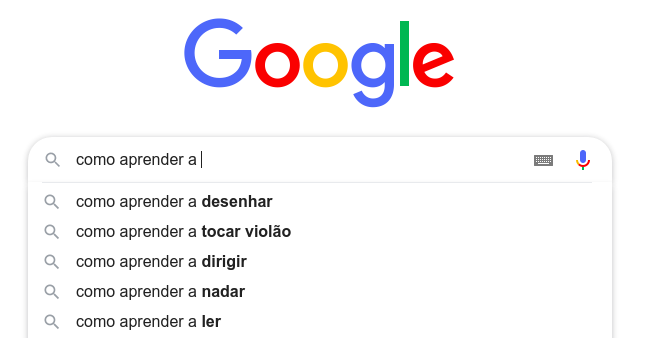 Google
como aprender a
como aprender a desenhar
como aprender a tocar violão
como aprender a dirigir
como aprender a nadar
como aprender a ler